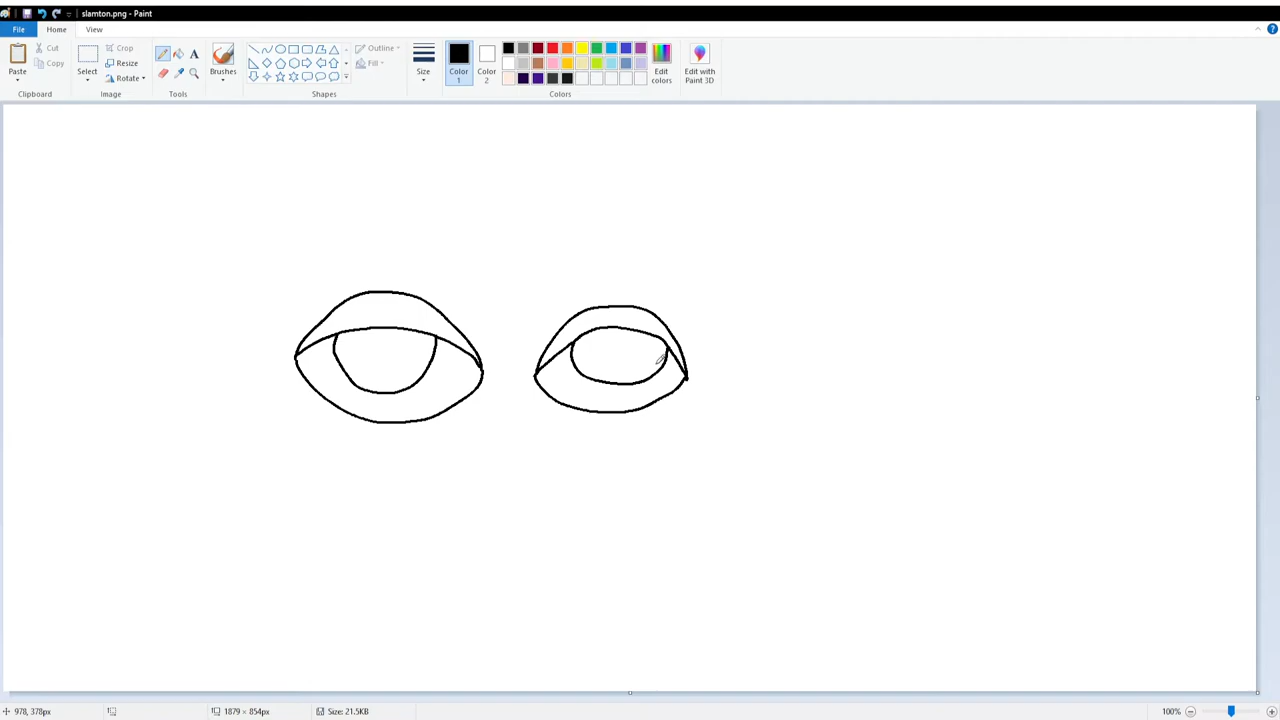 slamton.png - Paint
File Home View
Paste Cut Copy Clipboard
Select Crop Resize Rotate Image
A Tools
Brushes
Outline Fill Shapes
Size
Color 1 Color 2 Edit colors Colors
Edit with Paint 3D
978, 378px 1879 × 854px Size: 21.5KB 100%